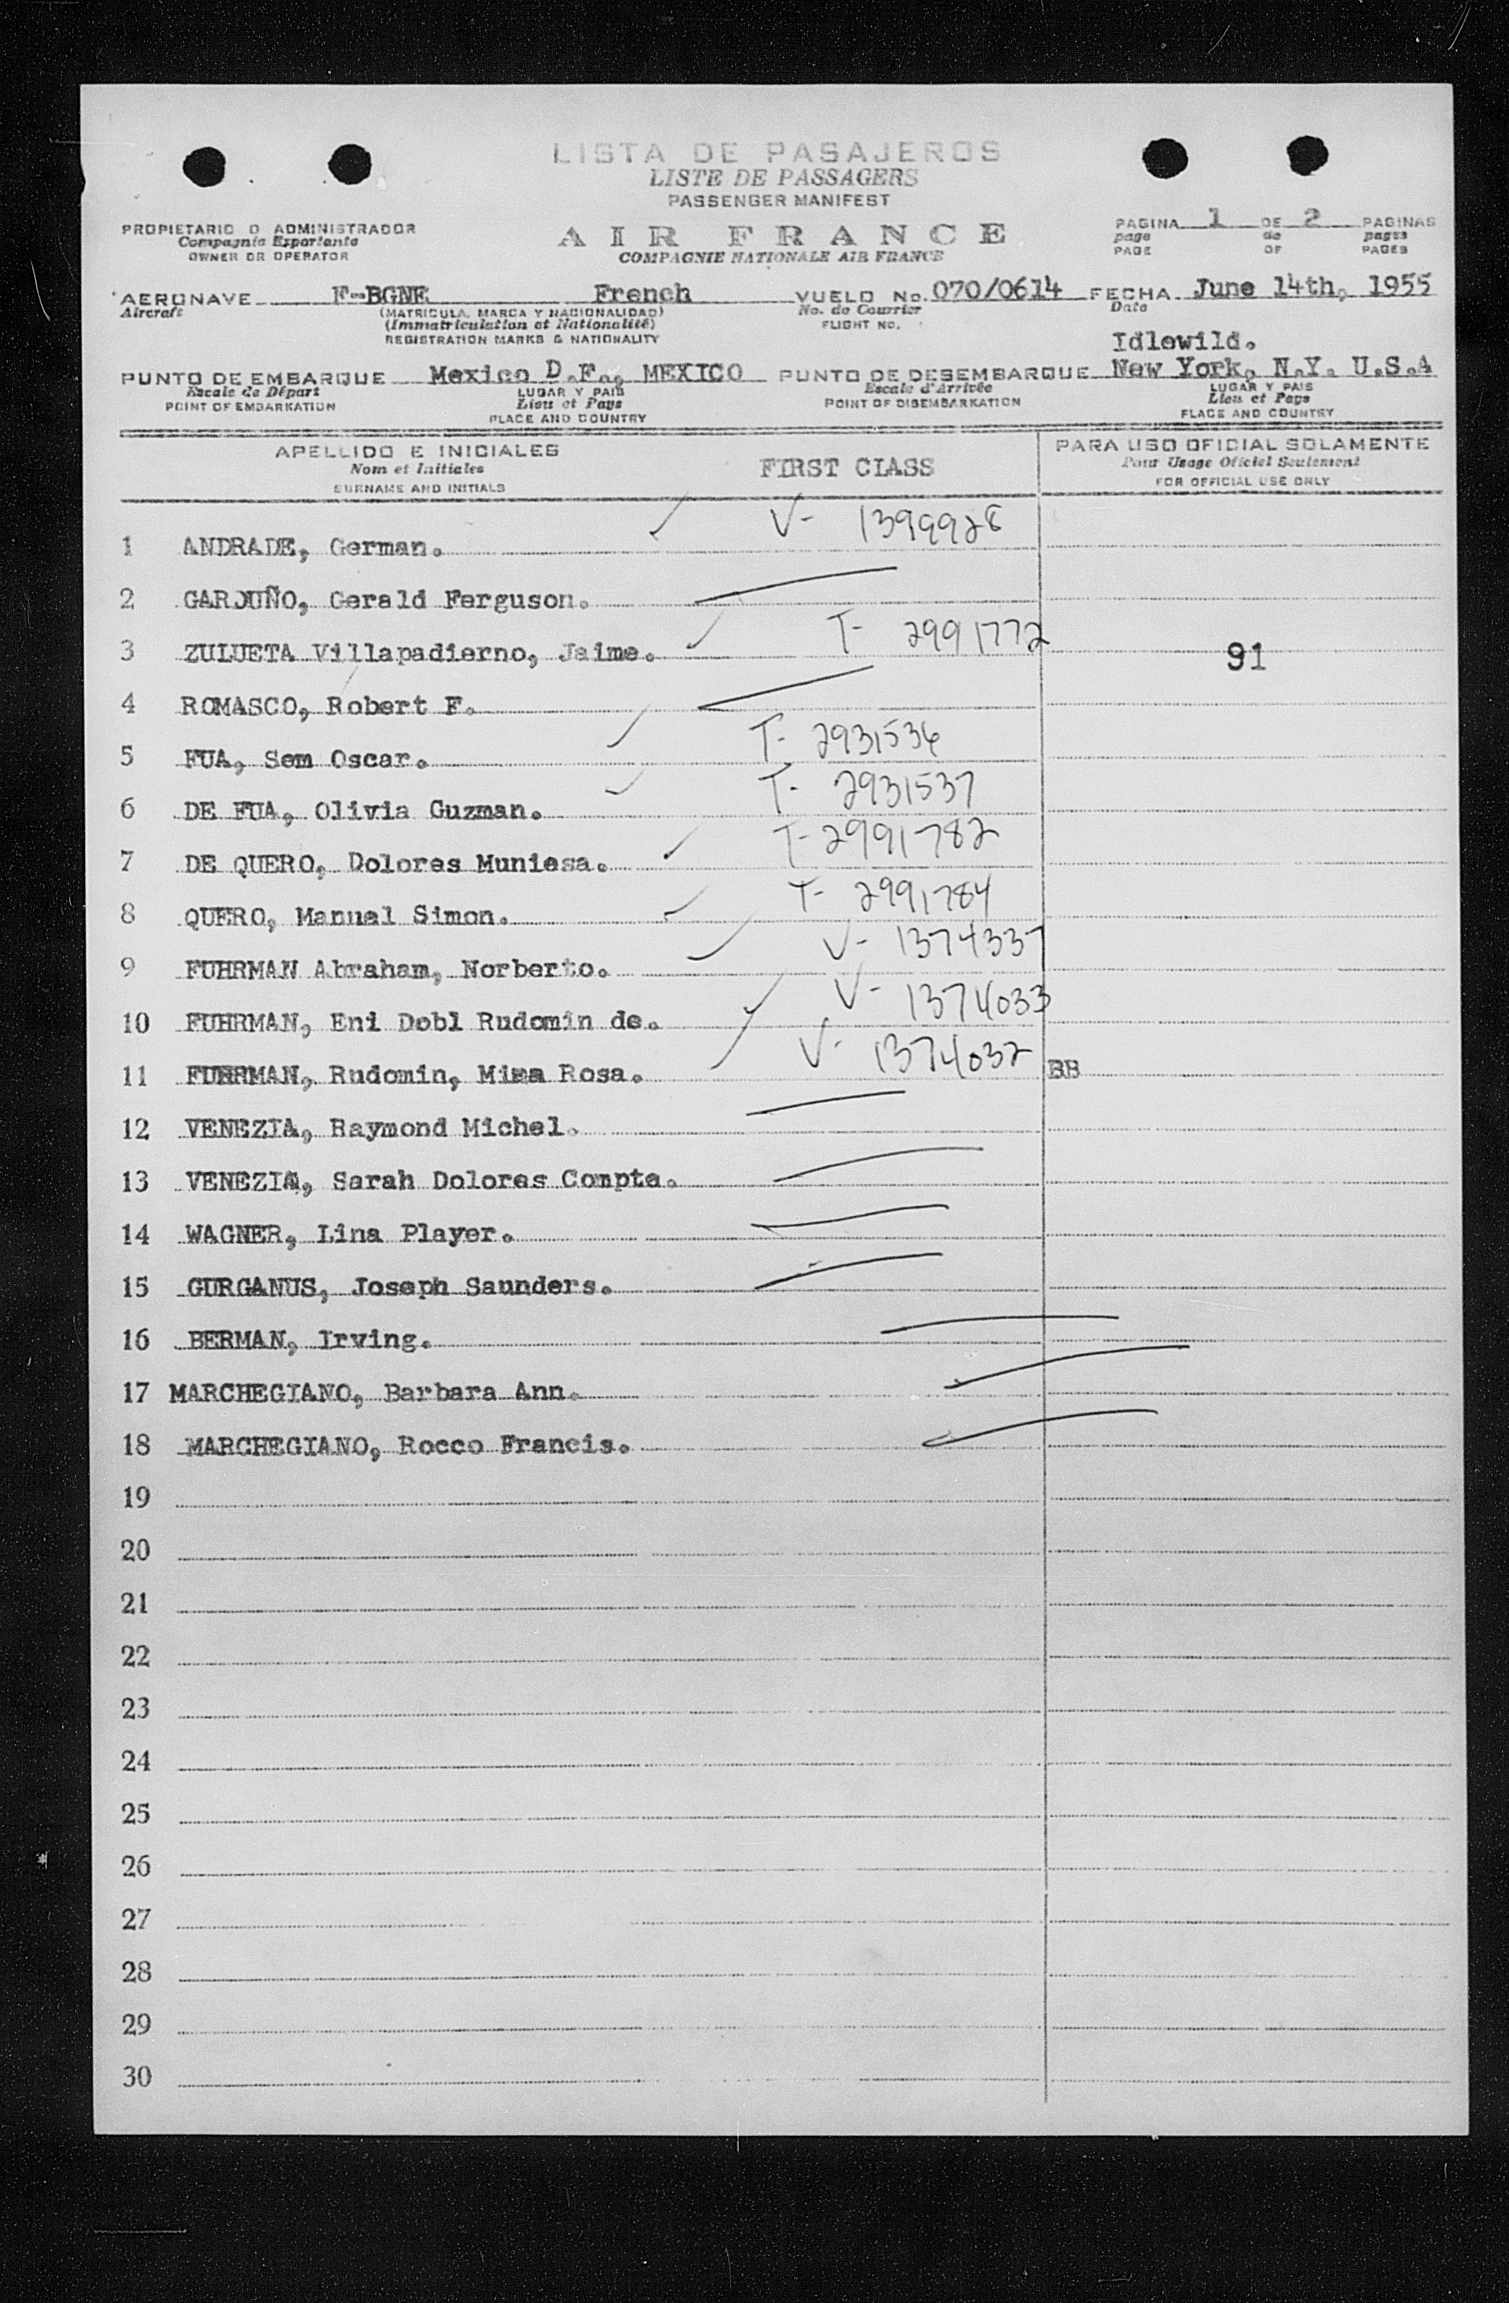 LISTA DE PASAJEROS
LISTE DE PASSAGERS
PASSENGER MANIFEST
PROPIETARIO O ADMINISTRADOR
Compagnie Exportante
OWNER OR OPERATOR
AIR FRANCE
COMPAGNIE NATIONALE AIR FRANCE
PAGINA 1 DE 2 PAGINAS
page de pages
PAGE OF PAGES
AERONAVE F-BGNE French VUELO No. 070/0614 FECHA June 14th, 1955
Aircraft (MATRICULA, MARCA Y NACIONALIDAD) No. de Courrier Date
(Immatriculation et Nationalité) FLIGHT NO.
REGISTRATION MARKS & NATIONALITY
Idlewild.
PUNTO DE EMBARQUE Mexico D.F., MEXICO PUNTO DE DESEMBARQUE New York, N.Y. U.S.A
Escale de Départ LUGAR Y PAIS Escale d'Arrivée LUGAR Y PAIS
POINT OF EMBARKATION Lieu et Pays POINT OF DISEMBARKATION Lieu et Pays
PLACE AND COUNTRY PLACE AND COUNTRY
APELLIDO E INICIALES FIRST CLASS PARA USO OFICIAL SOLAMENTE
Nom et Initiales Pour Usage Officiel Seulement
SURNAME AND INITIALS FOR OFFICIAL USE ONLY
1 ANDRADE, German. V- 1399928
2 GARDUÑO, Gerald Ferguson.
3 ZULUETA Villapadierno, Jaime. T- 2991772 91
4 ROMASCO, Robert F.
5 FUA, Sem Oscar. T- 2931536
6 DE FUA, Olivia Guzman. T- 2931537
7 DE QUERO, Dolores Muniesa. T- 2991782
8 QUERO, Manual Simon. T- 2991784
9 FUHRMAN Abraham, Norberto. V- 1374337
10 FUHRMAN, Eni Dobl Rudomin de. V- 1374033
11 FUHRMAN, Rudomin, Mima Rosa. V- 1374032 BB
12 VENEZIA, Raymond Michel.
13 VENEZIA, Sarah Dolores Compte.
14 WAGNER, Lina Player.
15 GURGANUS, Joseph Saunders.
16 BERMAN, Irving.
17 MARCHEGIANO, Barbara Ann.
18 MARCHEGIANO, Rocco Francis.
19
20
21
22
23
24
25
26
27
28
29
30